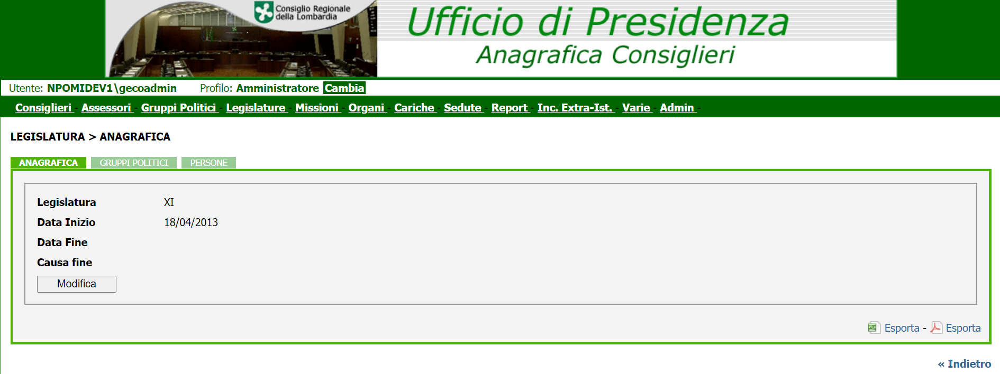 Consiglio Regionale
della Lombardia
Ufficio di Presidenza
Anagrafica Consiglieri
Utente: NPOMIDEV1\gecoadmin Profilo: Amministratore Cambia
Consiglieri - Assessori - Gruppi Politici - Legislature - Missioni - Organi - Cariche - Sedute - Report - Inc. Extra-Ist. - Varie - Admin -
LEGISLATURA > ANAGRAFICA
ANAGRAFICA GRUPPI POLITICI PERSONE
Legislatura XI
Data Inizio 18/04/2013
Data Fine
Causa fine
Modifica
Esporta - Esporta
« Indietro